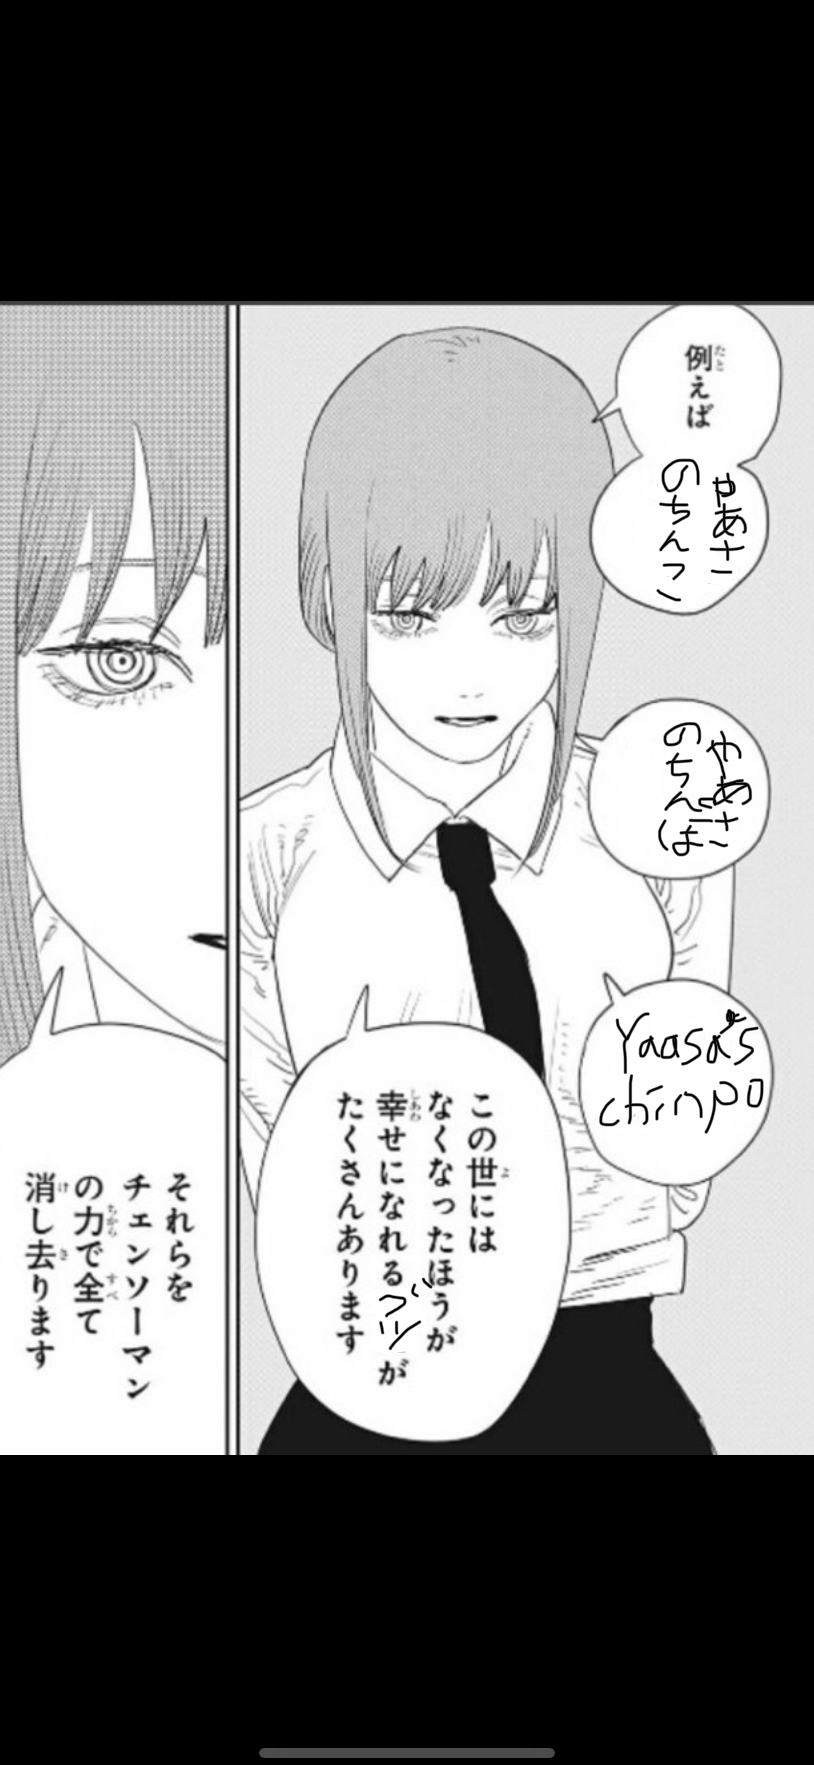 例えば
やあさ
のちんこ
やあさ
のちんぽ
Yaasa's
chinpo
この世には
なくなったほうが
幸せになれるブツが
たくさんあります
それらを
チェンソーマン
の力で全て
消し去ります